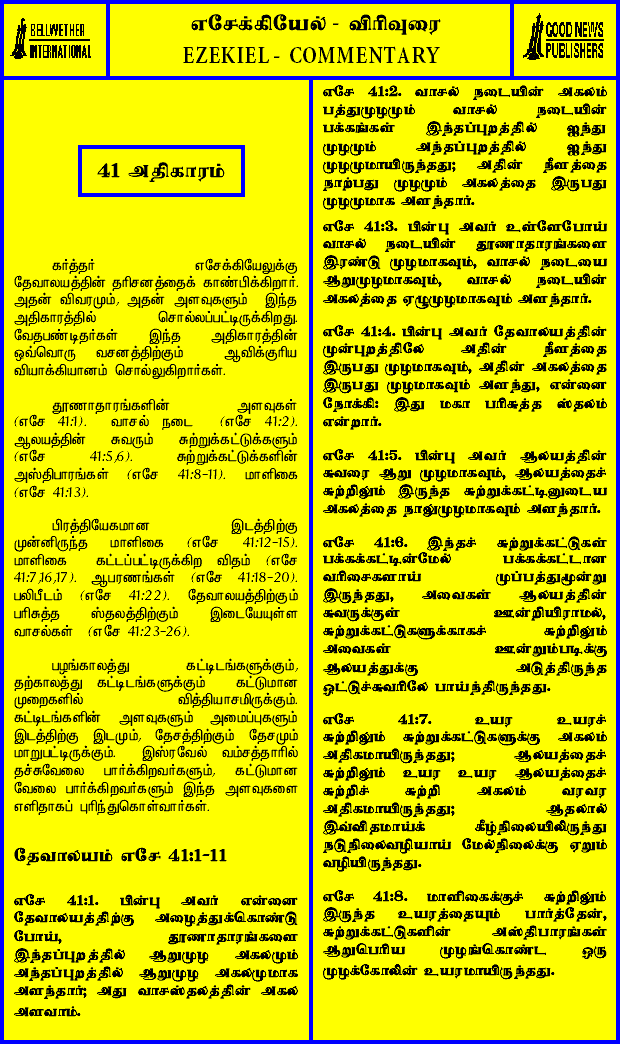 BELLWETHER
INTERNATIONAL
எசேக்கியேல் - விரிவுரை
EZEKIEL - COMMENTARY
GOOD NEWS
PUBLISHERS
41 அதிகாரம்
கர்த்தர் எசேக்கியேலுக்கு
தேவாலயத்தின் தரிசனத்தைக் காண்பிக்கிறார்.
அதன் விவரமும், அதன் அளவுகளும் இந்த
அதிகாரத்தில் சொல்லப்பட்டிருக்கிறது.
வேதபண்டிதர்கள் இந்த அதிகாரத்தின்
ஒவ்வொரு வசனத்திற்கும் ஆவிக்குரிய
வியாக்கியானம் சொல்லுகிறார்கள்.
தூணாதாரங்களின் அளவுகள்
(எசே 41:1). வாசல் நடை (எசே 41:2).
ஆலயத்தின் சுவரும் சுற்றுக்கட்டுக்களும்
(எசே 41:5,6). சுற்றுக்கட்டுக்களின்
அஸ்திபாரங்கள் (எசே 41:8-11). மாளிகை
(எசே 41:13).
பிரத்தியேகமான இடத்திற்கு
முன்னிருந்த மாளிகை (எசே 41:12-15).
மாளிகை கட்டப்பட்டிருக்கிற விதம் (எசே
41:7,16,17). ஆபரணங்கள் (எசே 41:18-20).
பலிபீடம் (எசே 41:22). தேவாலயத்திற்கும்
பரிசுத்த ஸ்தலத்திற்கும் இடையேயுள்ள
வாசல்கள் (எசே 41:23-26).
பழங்காலத்து கட்டிடங்களுக்கும்,
தற்காலத்து கட்டிடங்களுக்கும் கட்டுமான
முறைகளில் வித்தியாசமிருக்கும்.
கட்டிடங்களின் அளவுகளும் அமைப்புகளும்
இடத்திற்கு இடமும், தேசத்திற்கும் தேசமும்
மாறுபட்டிருக்கும். இஸ்ரவேல் வம்சத்தாரில்
தச்சுவேலை பார்க்கிறவர்களும், கட்டுமான
வேலை பார்க்கிறவர்களும் இந்த அளவுகளை
எளிதாகப் புரிந்துகொள்வார்கள்.
தேவாலயம் எசே 41:1-11
எசே 41:1. பின்பு அவர் என்னை
தேவாலயத்திற்கு அழைத்துக்கொண்டு
போய், தூணாதாரங்களை
இந்தப்புறத்தில் ஆறுமுழ அகலமும்
அந்தப்புறத்தில் ஆறுமுழ அகலமுமாக
அளந்தார்; அது வாசஸ்தலத்தின் அகல
அளவாம்.
எசே 41:2. வாசல் நடையின் அகலம்
பத்துமுழமும் வாசல் நடையின்
பக்கங்கள் இந்தப்புறத்தில் ஐந்து
முழமும் அந்தப்புறத்தில் ஐந்து
முழமுமாயிருந்தது; அதின் நீளத்தை
நாற்பது முழமும் அகலத்தை இருபது
முழமுமாக அளந்தார்.
எசே 41:3. பின்பு அவர் உள்ளேபோய்
வாசல் நடையின் தூணாதாரங்களை
இரண்டு முழமாகவும், வாசல் நடையை
ஆறுமுழமாகவும், வாசல் நடையின்
அகலத்தை ஏழுமுழமாகவும் அளந்தார்.
எசே 41:4. பின்பு அவர் தேவாலயத்தின்
முன்புறத்திலே அதின் நீளத்தை
இருபது முழமாகவும், அதின் அகலத்தை
இருபது முழமாகவும் அளந்து, என்னை
நோக்கி: இது மகா பரிசுத்த ஸ்தலம்
என்றார்.
எசே 41:5. பின்பு அவர் ஆலயத்தின்
சுவரை ஆறு முழமாகவும், ஆலயத்தைச்
சுற்றிலும் இருந்த சுற்றுக்கட்டினுடைய
அகலத்தை நாலுமுழமாகவும் அளந்தார்.
எசே 41:6. இந்தச் சுற்றுக்கட்டுகள்
பக்கக்கட்டின்மேல் பக்கக்கட்டான
வரிசைகளாய் முப்பத்துமூன்று
இருந்தது, அவைகள் ஆலயத்தின்
சுவருக்குள் ஊன்றியிராமல்,
சுற்றுக்கட்டுகளுக்காகச் சுற்றிலும்
அவைகள் ஊன்றும்படிக்கு
ஆலயத்துக்கு அடுத்திருந்த
ஒட்டுச்சுவரிலே பாய்ந்திருந்தது.
எசே 41:7. உயர உயரச்
சுற்றிலும் சுற்றுக்கட்டுகளுக்கு அகலம்
அதிகமாயிருந்தது; ஆலயத்தைச்
சுற்றிலும் உயர உயர ஆலயத்தைச்
சுற்றிச் சுற்றி அகலம் வரவர
அதிகமாயிருந்தது; ஆதலால்
இவ்விதமாய்க் கீழ்நிலையிலிருந்து
நடுநிலைவழியாய் மேல்நிலைக்கு ஏறும்
வழியிருந்தது.
எசே 41:8. மாளிகைக்குச் சுற்றிலும்
இருந்த உயரத்தையும் பார்த்தேன்,
சுற்றுக்கட்டுகளின் அஸ்திபாரங்கள்
ஆறுபெரிய முழங்கொண்ட ஒரு
முழக்கோலின் உயரமாயிருந்தது.